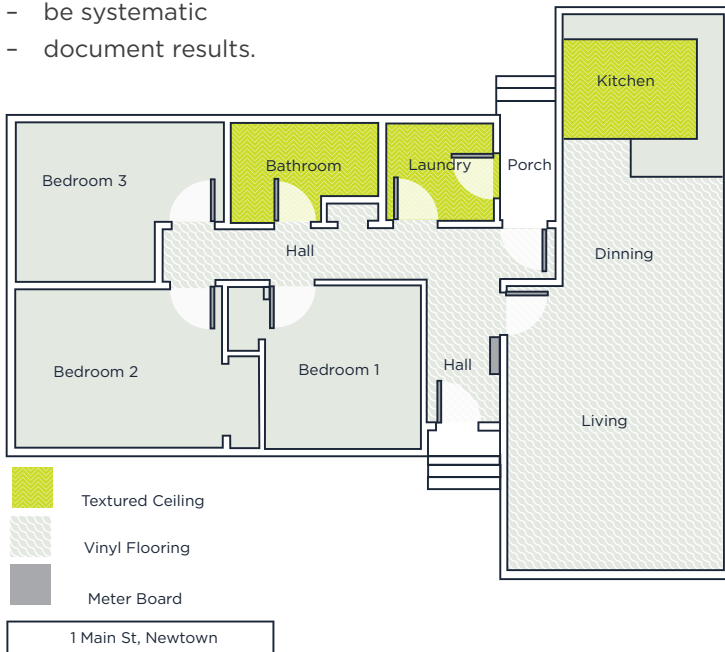 – be systematic
– document results.
Kitchen
Bedroom 3
Bathroom
Laundry
Porch
Hall
Dinning
Bedroom 2
Bedroom 1
Hall
Living
Textured Ceiling
Vinyl Flooring
Meter Board
1 Main St, Newtown